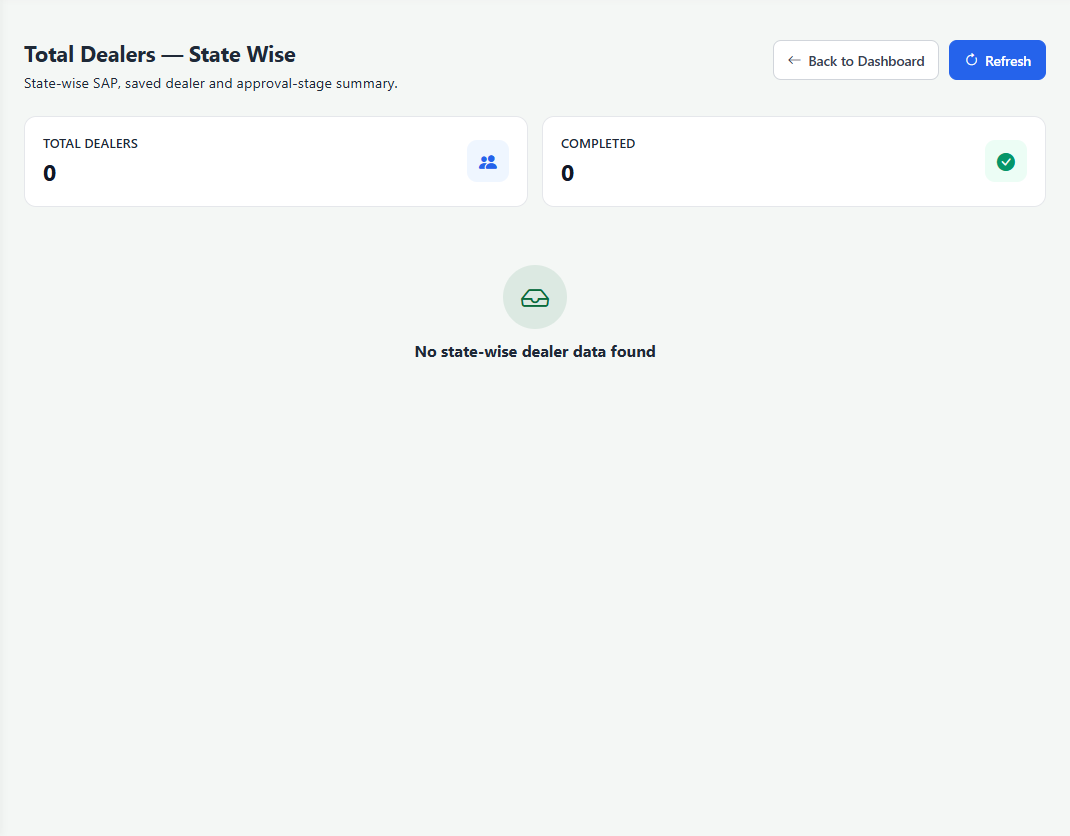 Total Dealers — State Wise
State-wise SAP, saved dealer and approval-stage summary.
Back to Dashboard
Refresh
TOTAL DEALERS
0
COMPLETED
0
No state-wise dealer data found